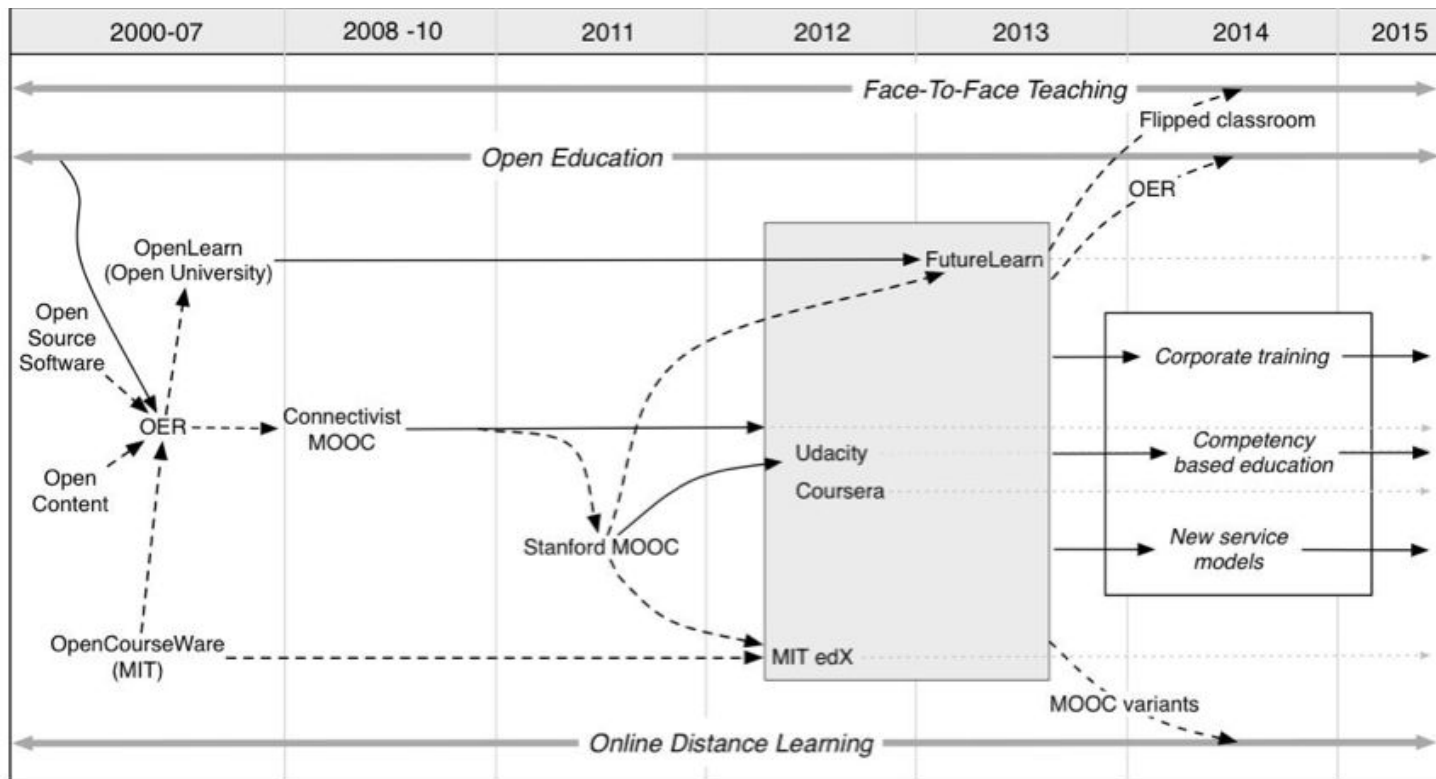 2000-07 2008 -10 2011 2012 2013 2014 2015
Face-To-Face Teaching
Flipped classroom
Open Education
OER
OpenLearn
(Open University)
FutureLearn
Open
Source
Software
Corporate training
OER
Connectivist
MOOC
Udacity
Competency
based education
Open
Content
Coursera
Stanford MOOC
New service
models
OpenCourseWare
(MIT)
MIT edX
MOOC variants
Online Distance Learning